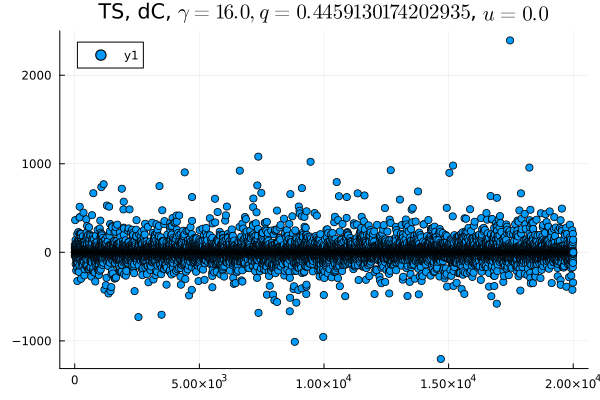 TS, dC, γ = 16.0, q = 0.4459130174202935, u = 0.0
y1
2000
1000
0
−1000
0 5.00×10³ 1.00×10⁴ 1.50×10⁴ 2.00×10⁴